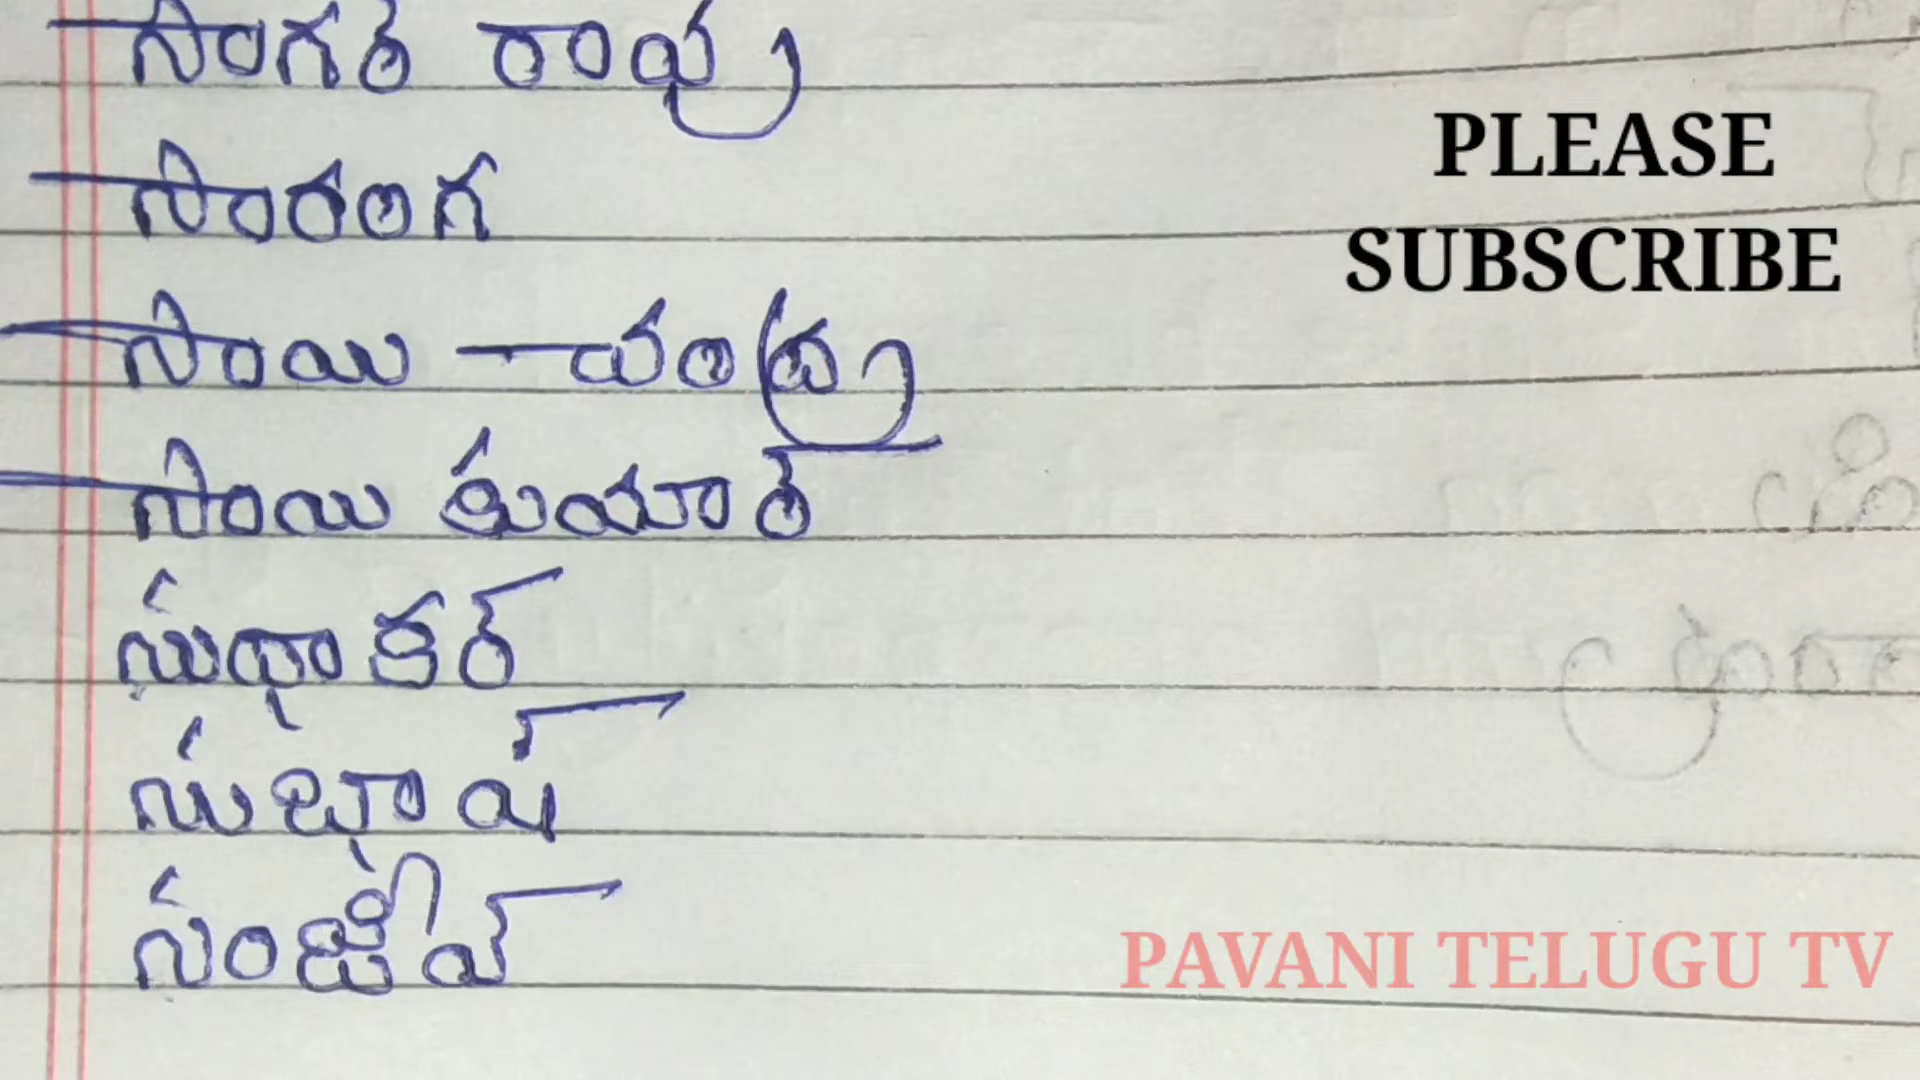 సాగర్ రావు
సారంగ
సాయి చంద్ర
సాయి కుమార్
సుధాకర్
సుభాష్
సంజీవ్
PLEASE
SUBSCRIBE
PAVANI TELUGU TV